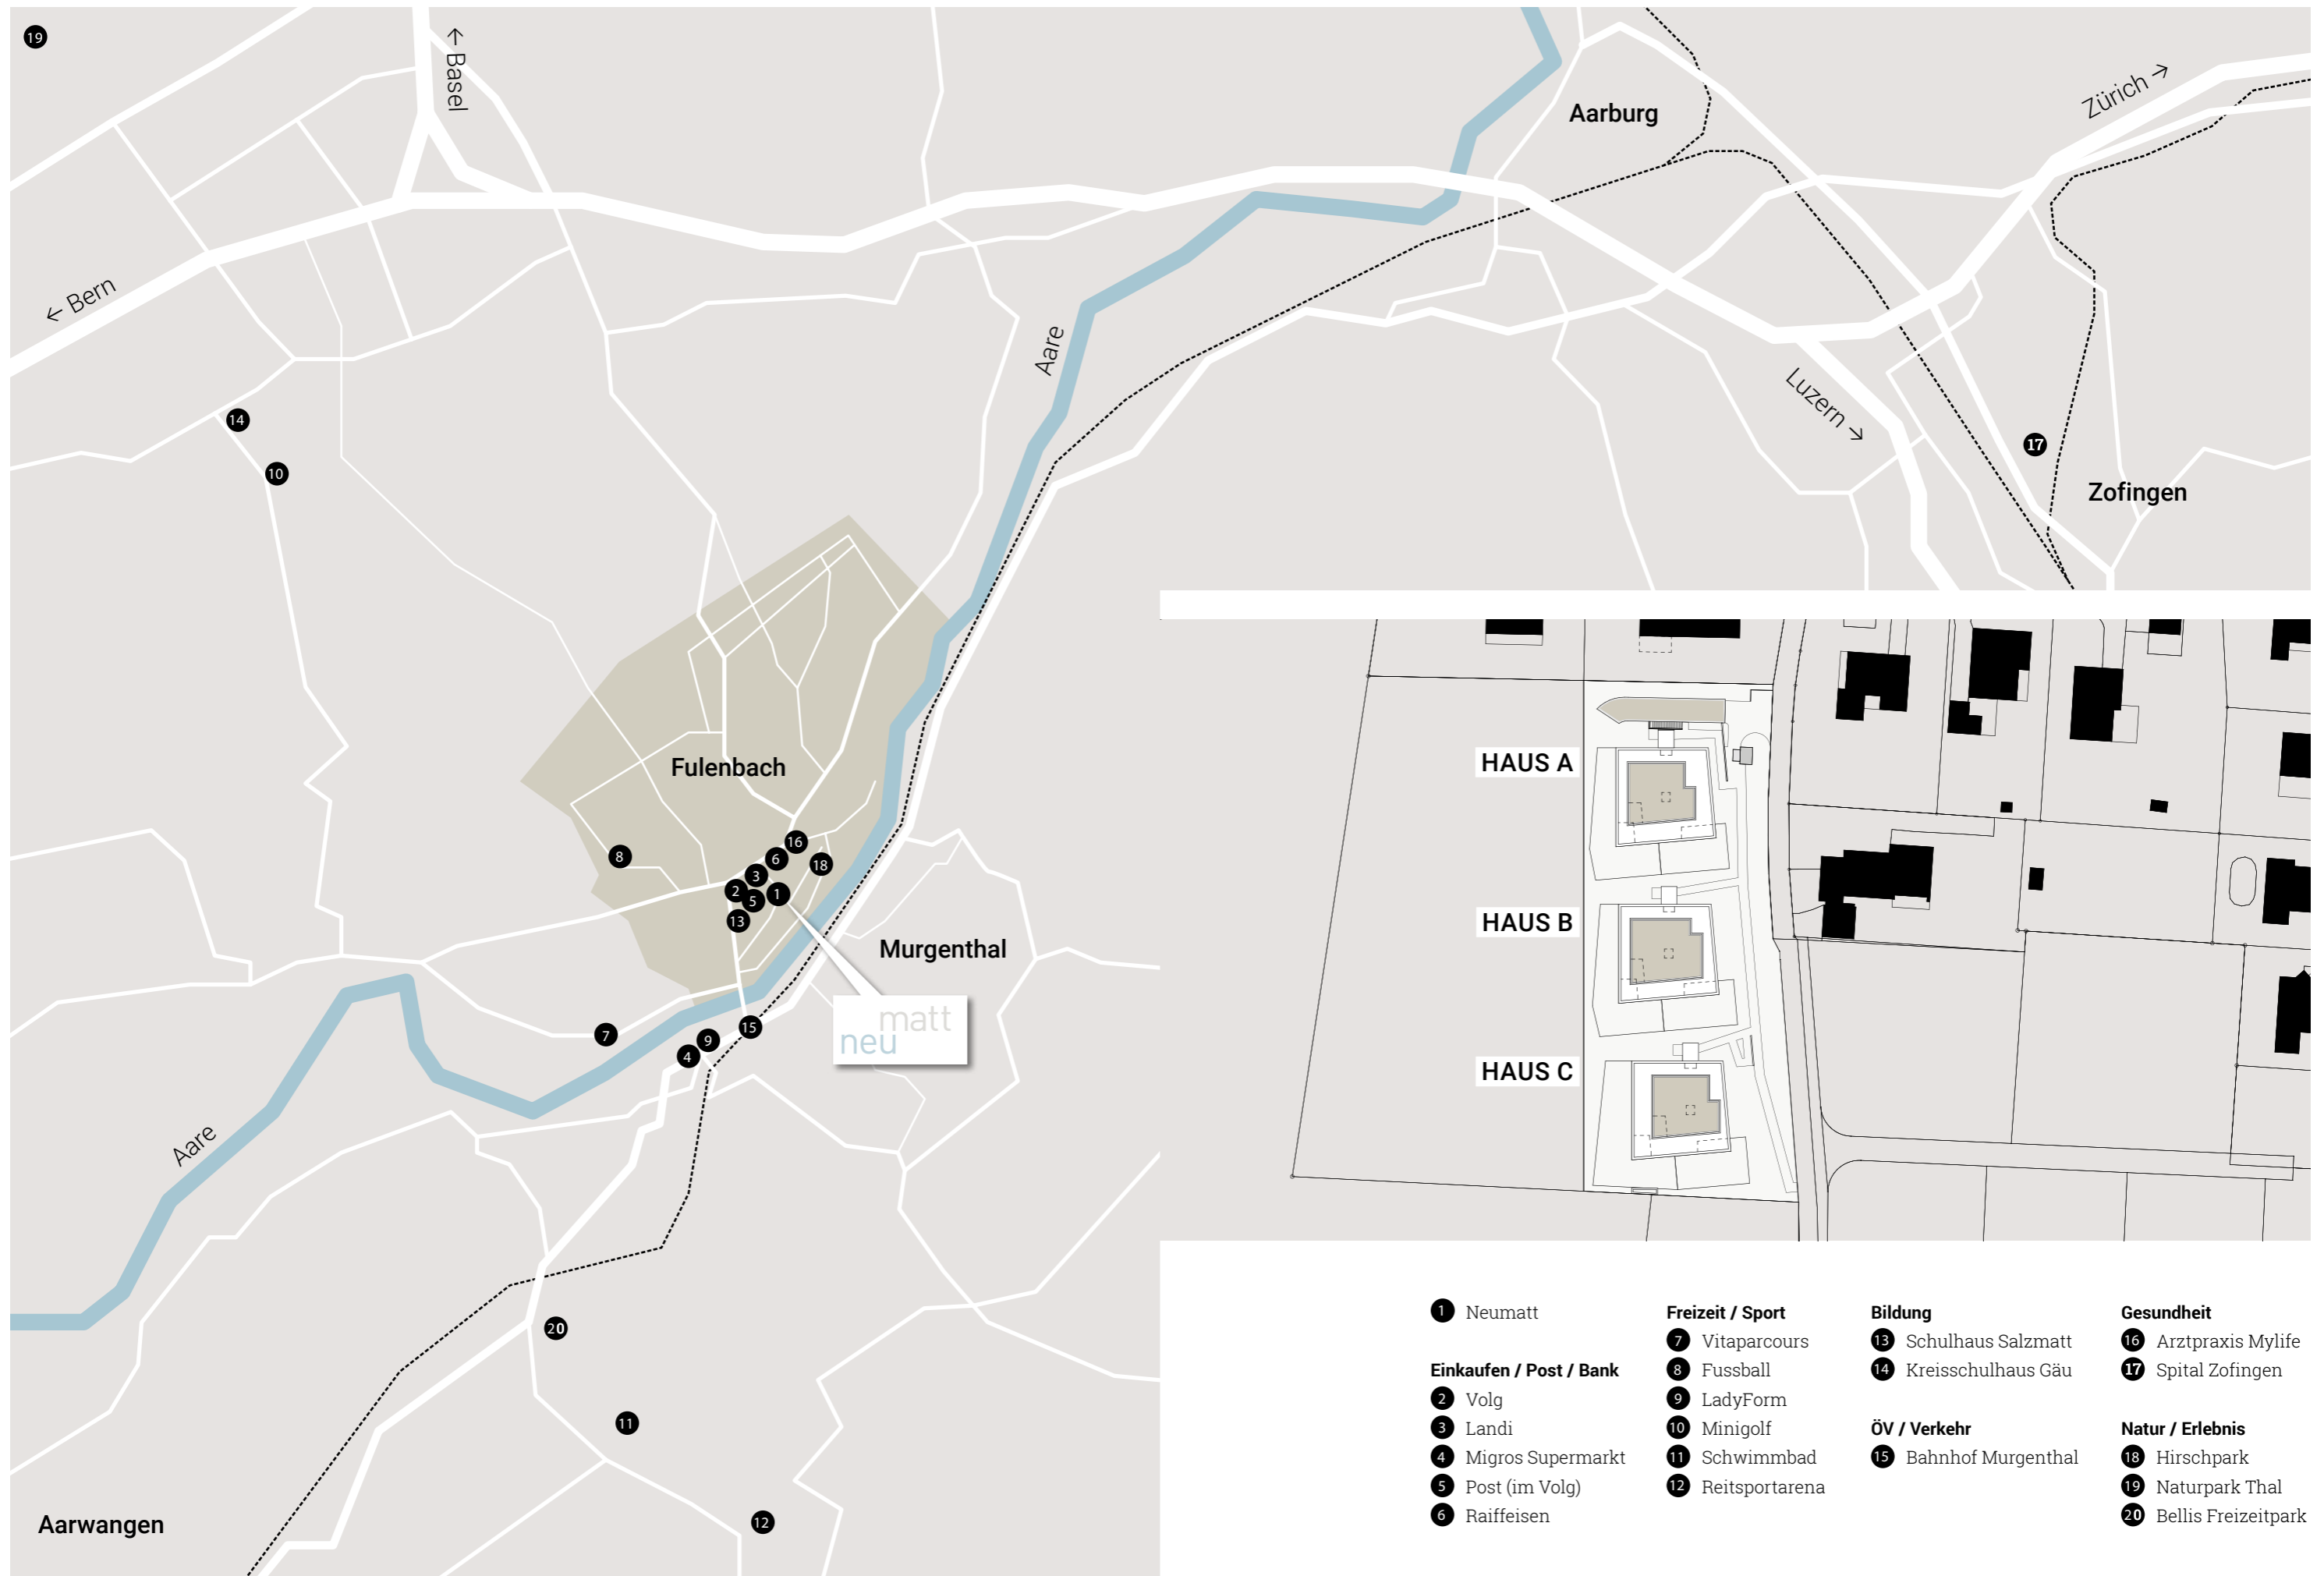 19
← Basel
Aarburg
Zürich →
← Bern
Aare
Luzern →
14
10
17
Zofingen
Fulenbach
16
8
6
18
3
2
1
5
13
Murgenthal
matt
neu
7
9
15
4
Aare
20
11
12
Aarwangen
HAUS A
HAUS B
HAUS C
1 Neumatt
Einkaufen / Post / Bank
2 Volg
3 Landi
4 Migros Supermarkt
5 Post (im Volg)
6 Raiffeisen
Freizeit / Sport
7 Vitaparcours
8 Fussball
9 LadyForm
10 Minigolf
11 Schwimmbad
12 Reitsportarena
Bildung
13 Schulhaus Salzmatt
14 Kreisschulhaus Gäu
ÖV / Verkehr
15 Bahnhof Murgenthal
Gesundheit
16 Arztpraxis Mylife
17 Spital Zofingen
Natur / Erlebnis
18 Hirschpark
19 Naturpark Thal
20 Bellis Freizeitpark